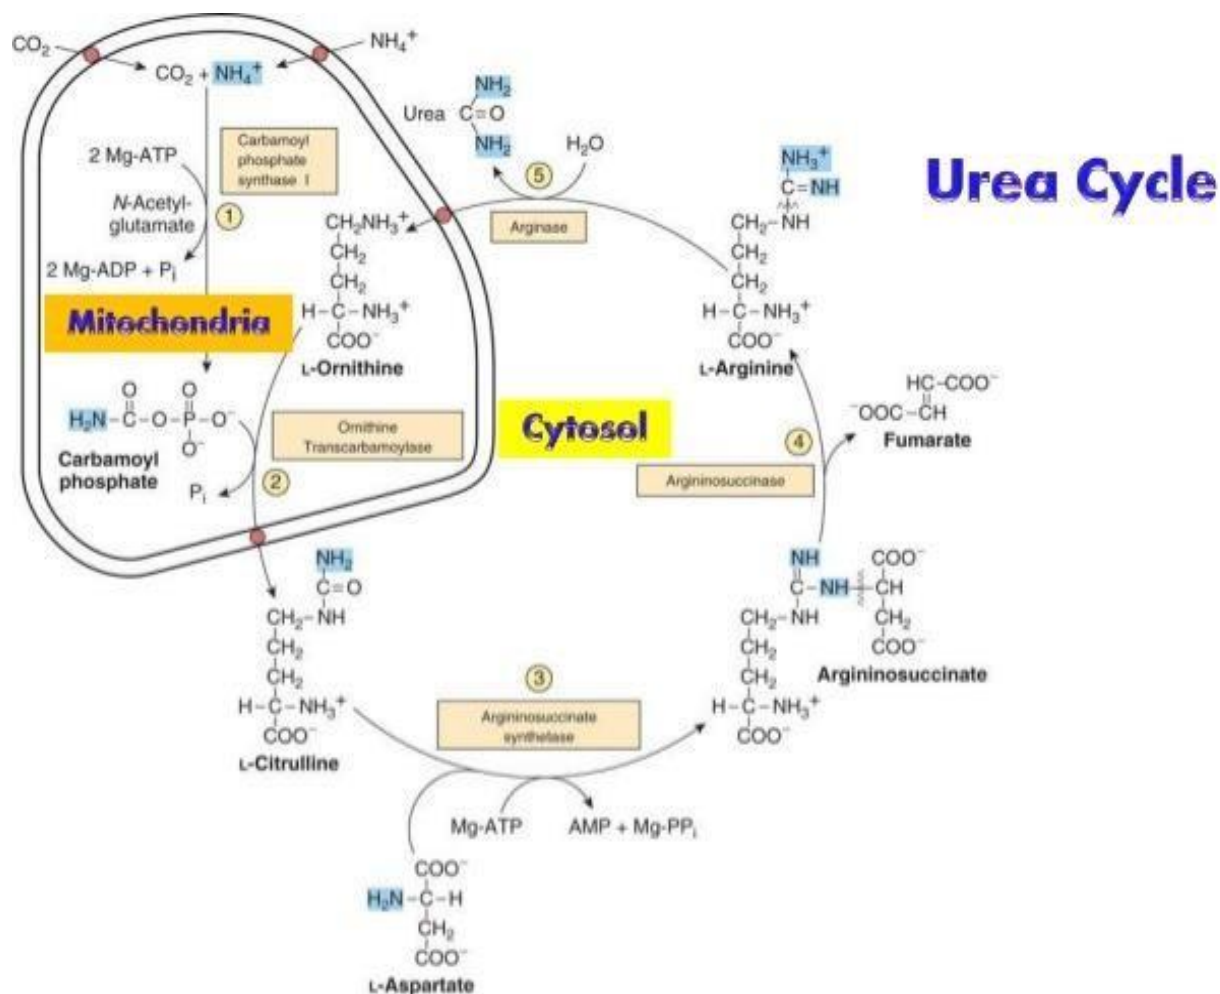 Urea Cycle
CO₂
NH₄⁺
CO₂ + NH₄⁺
2 Mg-ATP
Carbamoyl
phosphate
synthase I
N-Acetyl-
glutamate
1
2 Mg-ADP + Pᵢ
Mitochondria
CH₂–NH₃⁺
CH₂
CH₂
H–C–NH₃⁺
COO⁻
L-Ornithine
O O
H₂N–C–O–P–O⁻
O⁻
Carbamoyl
phosphate
Pᵢ
Ornithine
Transcarbamoylase
2
Cytosol
NH₂
C=O
CH₂–NH
CH₂
CH₂
H–C–NH₃⁺
COO⁻
L-Citrulline
3
Argininosuccinate
synthetase
Mg-ATP
AMP + Mg-PPᵢ
COO⁻
H₂N–C–H
CH₂
COO⁻
L-Aspartate
NH COO⁻
C–NH–CH
CH₂–NH CH₂
CH₂ COO⁻
CH₂
H–C–NH₃⁺
COO⁻
Argininosuccinate
4
Argininosuccinase
HC–COO⁻
⁻OOC–CH
Fumarate
NH₃⁺
C=NH
CH₂–NH
CH₂
CH₂
H–C–NH₃⁺
COO⁻
L-Arginine
5
Arginase
H₂O
NH₂
Urea C=O
NH₂